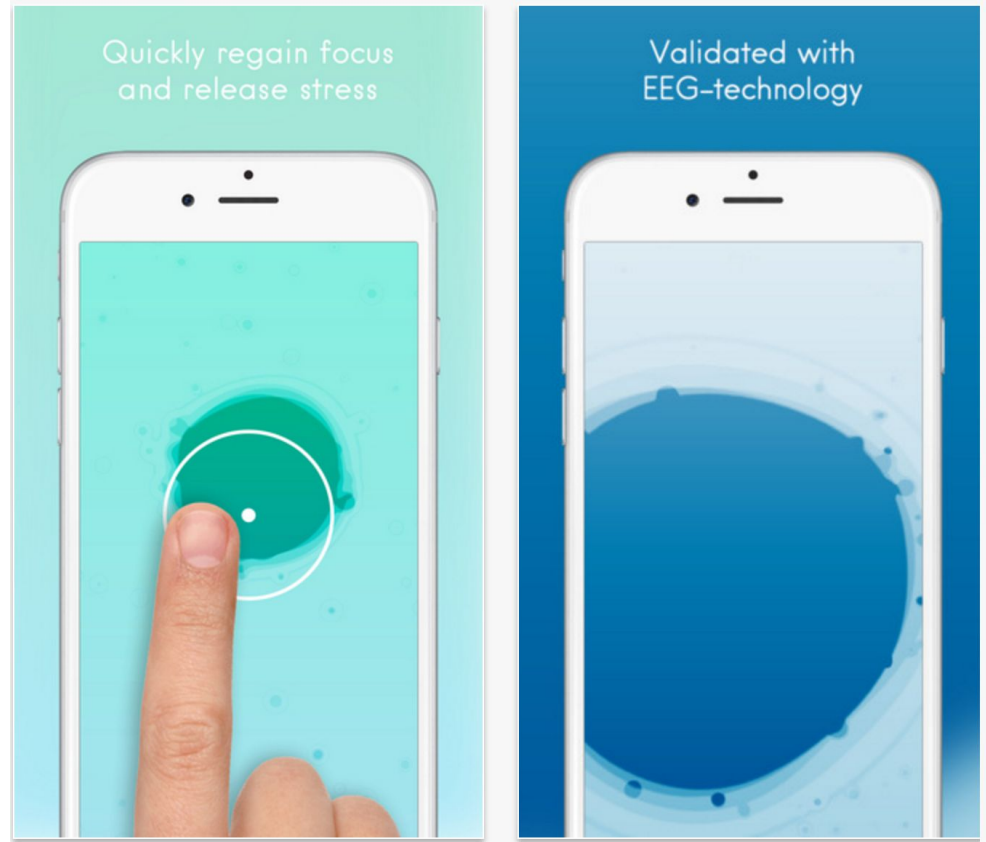 Quickly regain focus
and release stress
Validated with
EEG-technology